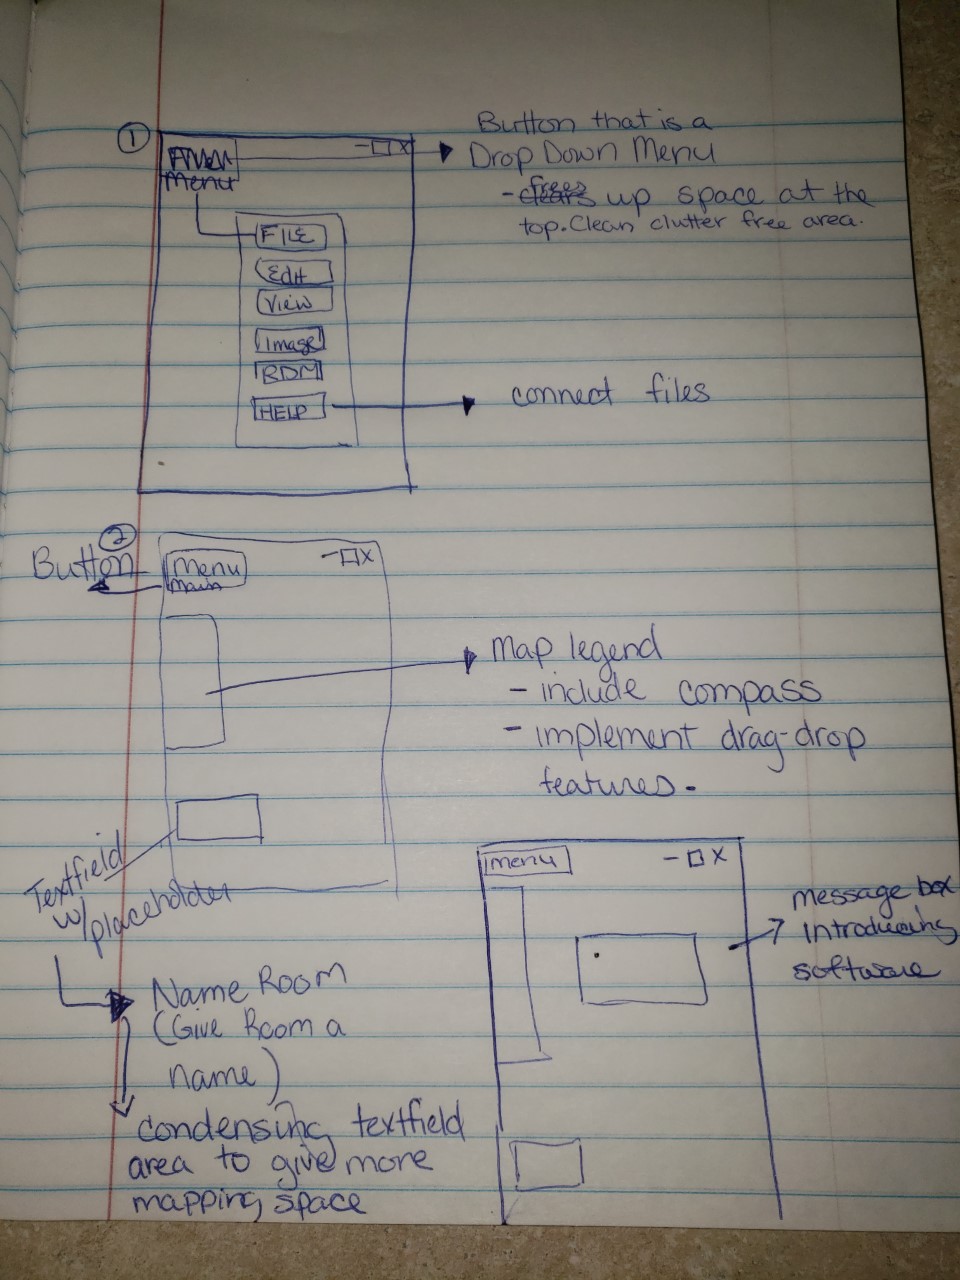 1
Button that is a
Drop Down Menu
- frees up space at the
top. Clean clutter free area.
- □ X
Menu
FILE
Edit
View
Image
BDM
HELP
connect files
2
Button
Menu
Main
- □ X
Map legend
- include compass
- implement drag-drop
features.
Textfield
w/placeholder
Name Room
(Give Room a
name)
condensing textfield
area to give more
mapping space
menu
- □ X
message box
introducing
software